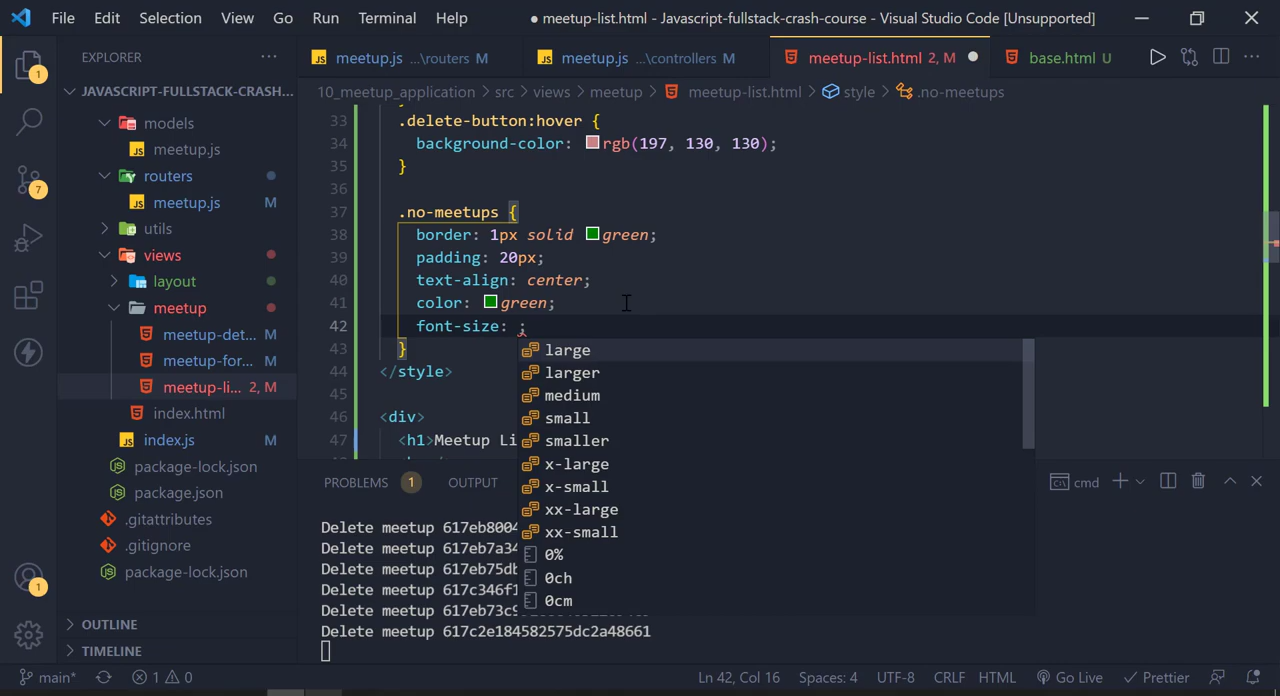 File Edit Selection View Go Run Terminal Help
● meetup-list.html - Javascript-fullstack-crash-course - Visual Studio Code [Unsupported]
EXPLORER
meetup.js ...\routers M
meetup.js ...\controllers M
meetup-list.html 2, M
base.html U
1
JAVASCRIPT-FULLSTACK-CRASH...
10_meetup_application > src > views > meetup > meetup-list.html > style > .no-meetups
models
meetup.js
routers
meetup.js M
7
utils
views
layout
meetup
meetup-det... M
meetup-for... M
meetup-li... 2, M
index.html
index.js M
package-lock.json
package.json
.gitattributes
.gitignore
package-lock.json
1
OUTLINE
TIMELINE
33 .delete-button:hover {
34 background-color: rgb(197, 130, 130);
35 }
36
37 .no-meetups {
38 border: 1px solid green;
39 padding: 20px;
40 text-align: center;
41 color: green;
42 font-size: ;
43 }
44 </style>
45
46 <div>
47 <h1>Meetup Li
large
larger
medium
small
smaller
x-large
x-small
xx-large
xx-small
0%
0ch
0cm
PROBLEMS 1 OUTPUT
cmd
Delete meetup 617eb8004
Delete meetup 617eb7a34
Delete meetup 617eb75db
Delete meetup 617c346f1
Delete meetup 617eb73c9
Delete meetup 617c2e184582575dc2a48661
main* 1 0
Ln 42, Col 16 Spaces: 4 UTF-8 CRLF HTML Go Live Prettier